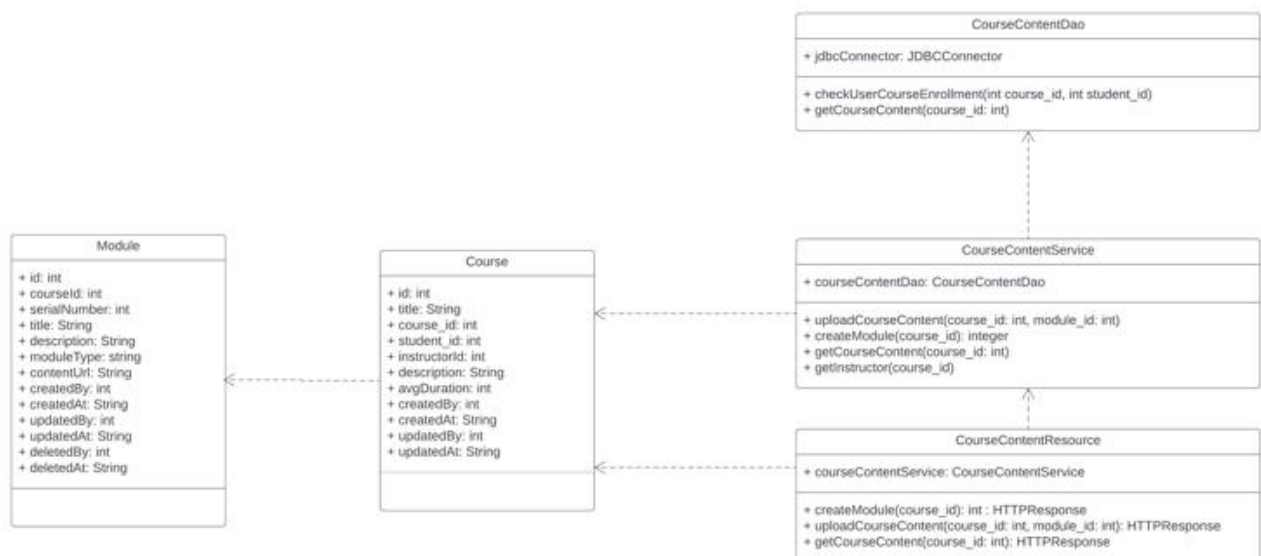 CourseContentDao
+ jdbcConnector: JDBCConnector
+ checkUserCourseEnrollment(int course_id, int student_id)
+ getCourseContent(course_id: int)
Module
+ id: int
+ courseId: int
+ serialNumber: int
+ title: String
+ description: String
+ moduleType: string
+ contentUrl: String
+ createdBy: int
+ createdAt: String
+ updatedBy: int
+ updatedAt: String
+ deletedBy: int
+ deletedAt: String
Course
+ id: int
+ title: String
+ course_id: int
+ student_id: int
+ instructorId: int
+ description: String
+ avgDuration: int
+ createdBy: int
+ createdAt: String
+ updatedBy: int
+ updatedAt: String
CourseContentService
+ courseContentDao: CourseContentDao
+ uploadCourseContent(course_id: int, module_id: int)
+ createModule(course_id): integer
+ getCourseContent(course_id: int)
+ getInstructor(course_id)
CourseContentResource
+ courseContentService: CourseContentService
+ createModule(course_id): int : HTTPResponse
+ uploadCourseContent(course_id: int, module_id: int): HTTPResponse
+ getCourseContent(course_id: int): HTTPResponse